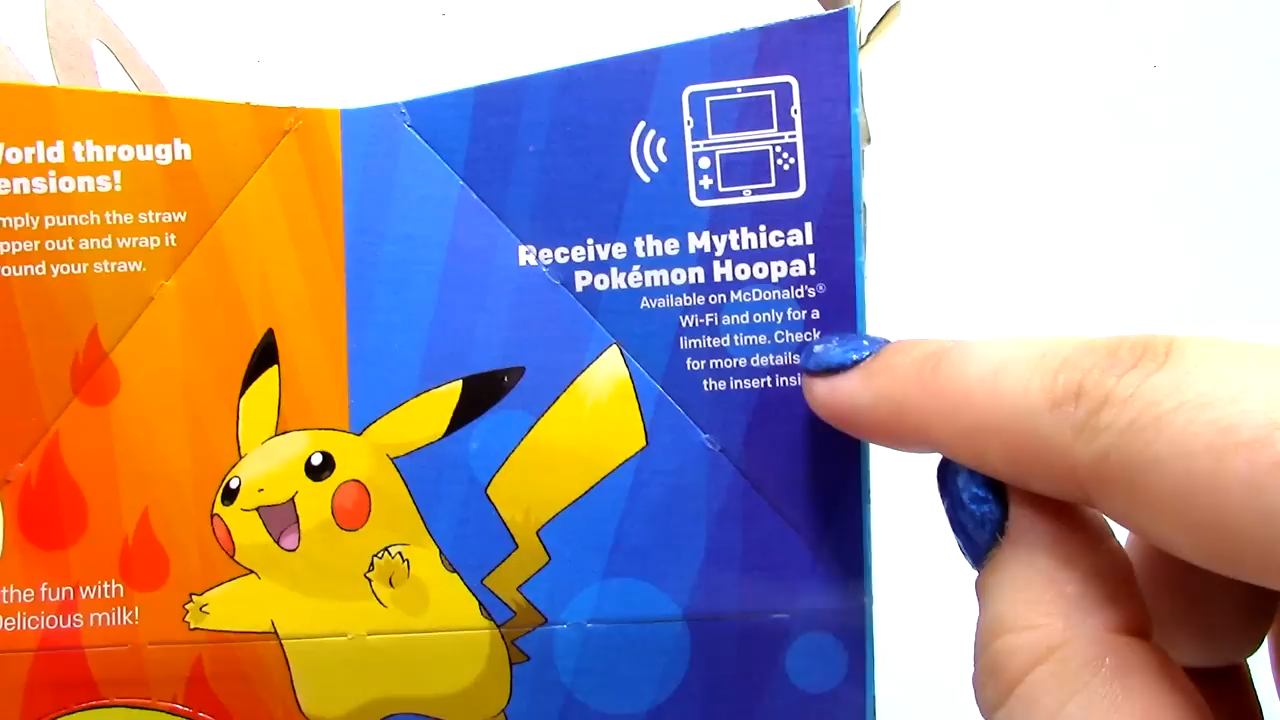 World through
ensions!
mply punch the straw
pper out and wrap it
ound your straw.
the fun with
Delicious milk!
Receive the Mythical
Pokémon Hoopa!
Available on McDonald's®
Wi-Fi and only for a
limited time. Check
for more details
the insert insi